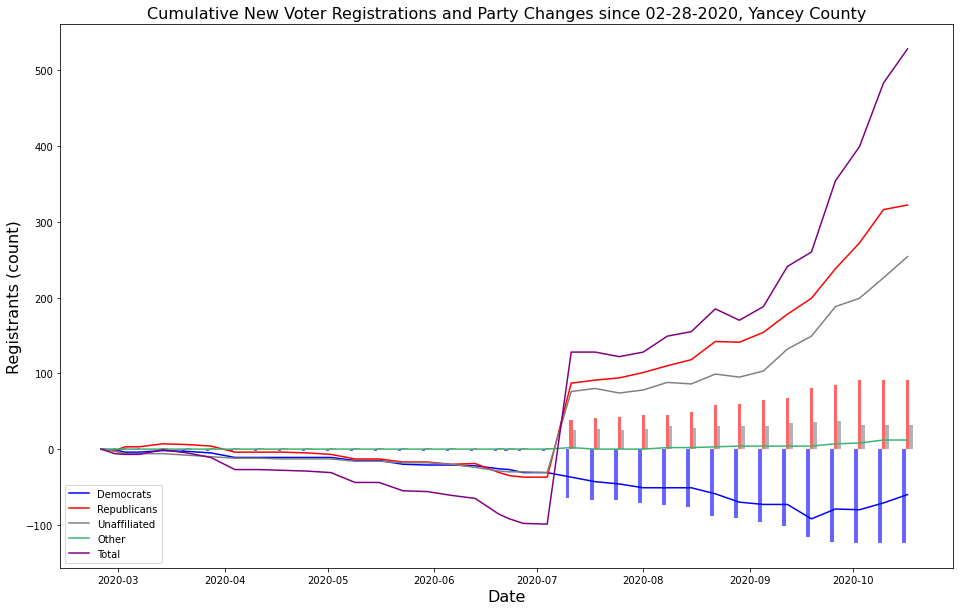 Cumulative New Voter Registrations and Party Changes since 02-28-2020, Yancey County
Registrants (count)
500
400
300
200
100
0
−100
Democrats
Republicans
Unaffiliated
Other
Total
2020-03 2020-04 2020-05 2020-06 2020-07 2020-08 2020-09 2020-10
Date